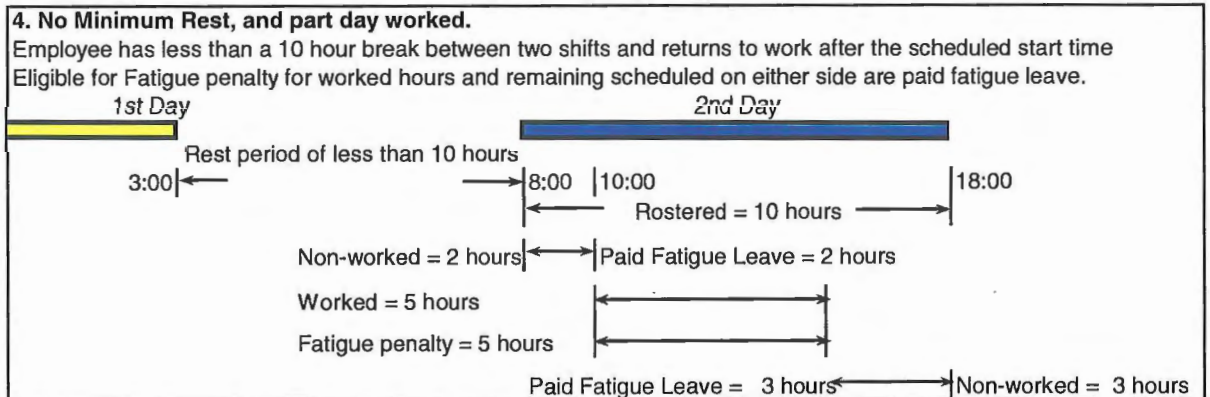 4. No Minimum Rest, and part day worked.
Employee has less than a 10 hour break between two shifts and returns to work after the scheduled start time
Eligible for Fatigue penalty for worked hours and remaining scheduled on either side are paid fatigue leave.
1st Day 2nd Day
Rest period of less than 10 hours
3:00 8:00 10:00 18:00
Rostered = 10 hours
Non-worked = 2 hours Paid Fatigue Leave = 2 hours
Worked = 5 hours
Fatigue penalty = 5 hours
Paid Fatigue Leave = 3 hours Non-worked = 3 hours